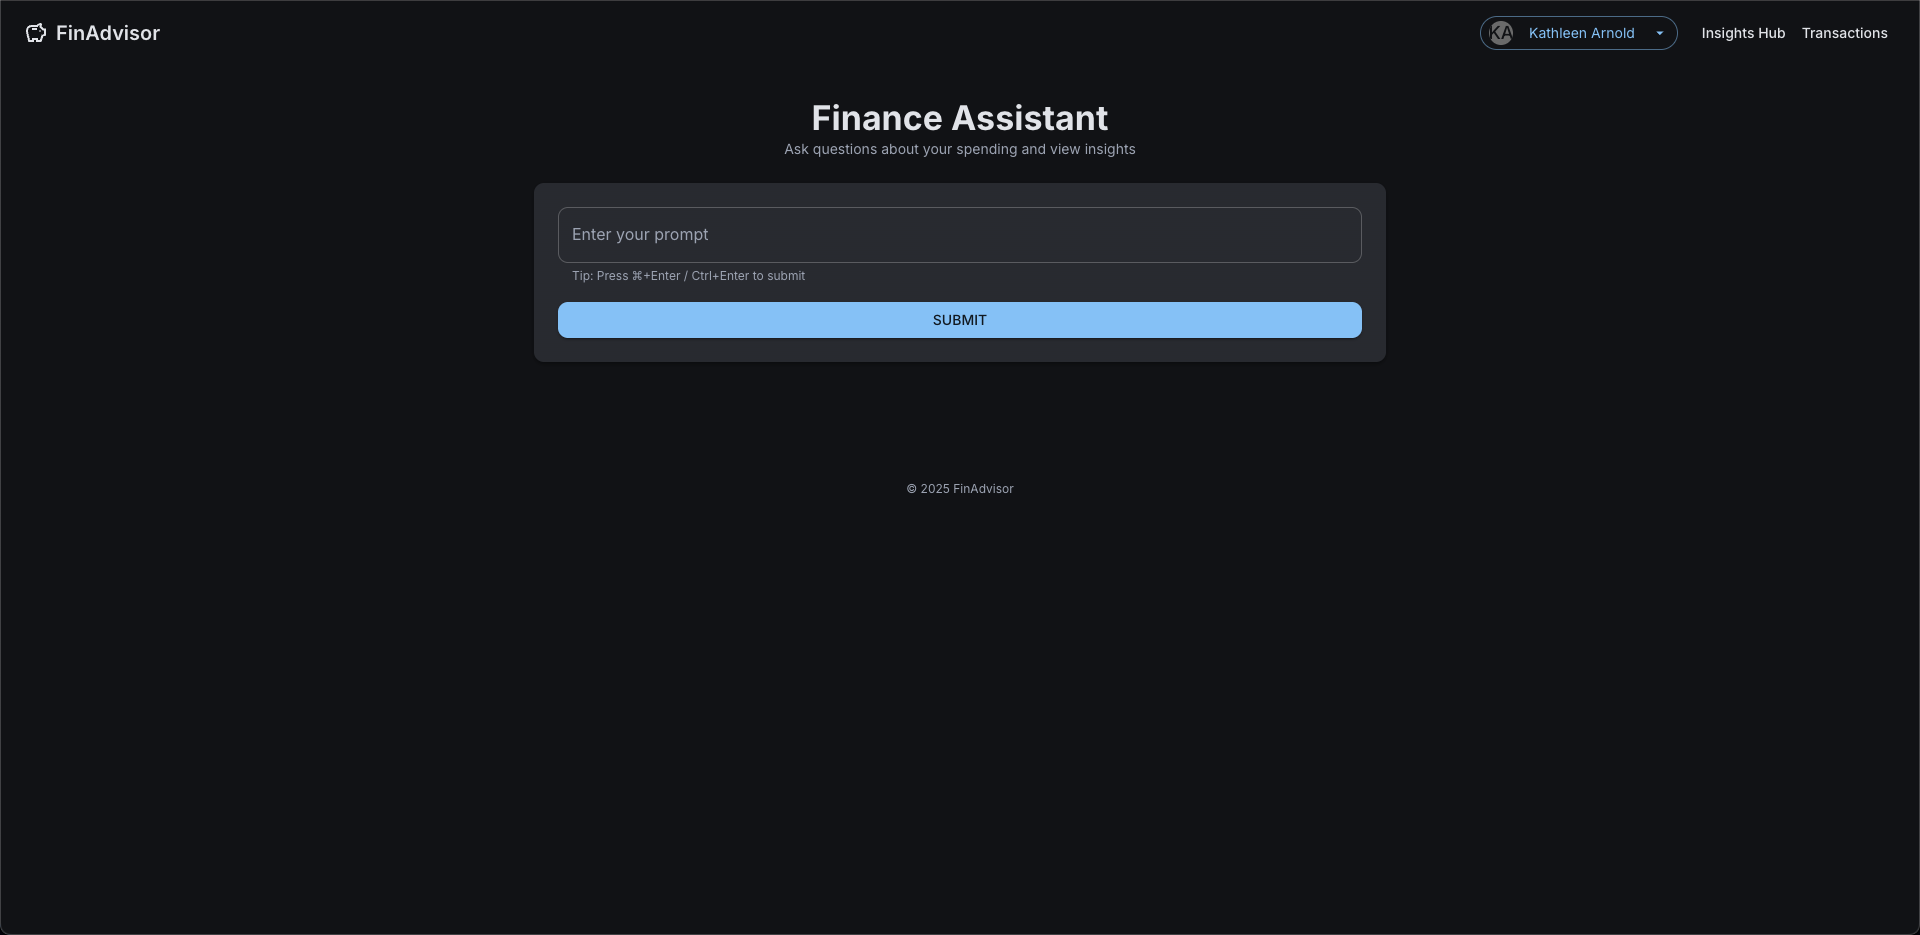 FinAdvisor
KA
Kathleen Arnold
Insights Hub
Transactions
Finance Assistant
Ask questions about your spending and view insights
Enter your prompt
Tip: Press ⌘+Enter / Ctrl+Enter to submit
SUBMIT
© 2025 FinAdvisor